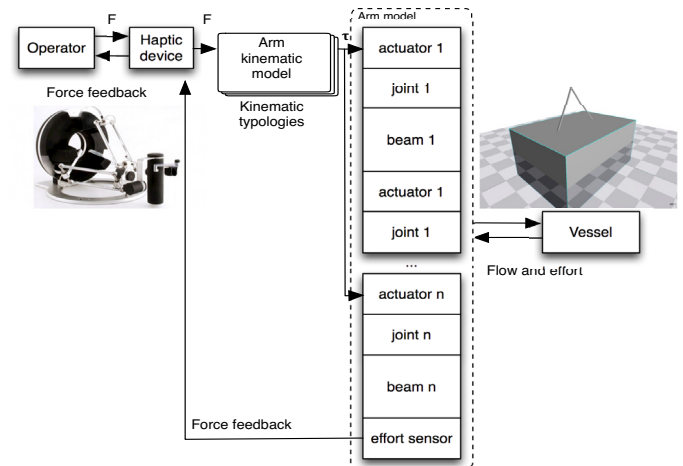 F
F
Arm model
Operator
Haptic
device
Arm
kinematic
model
τ
actuator 1
Force feedback
Kinematic
typologies
joint 1
beam 1
actuator 1
joint 1
Vessel
...
Flow and effort
actuator n
joint n
beam n
Force feedback
effort sensor